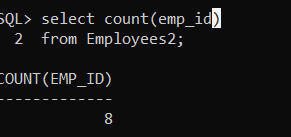 SQL> select count(emp_id)
2 from Employees2;
COUNT(EMP_ID)
-------------
8